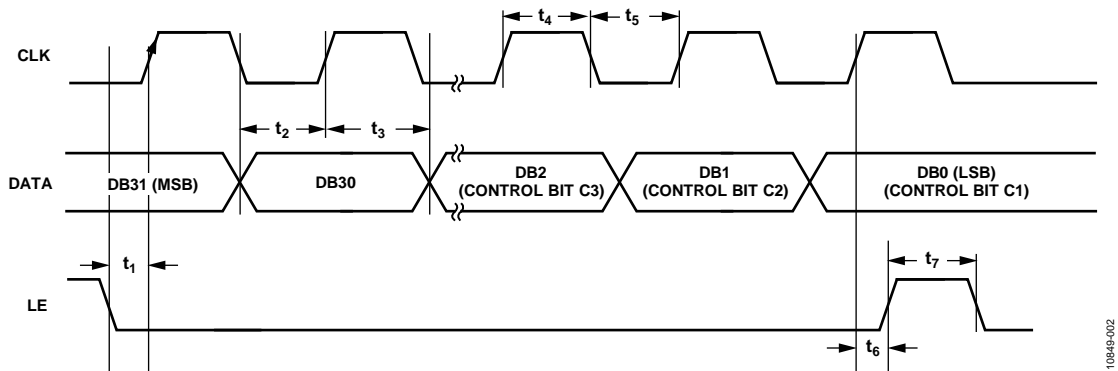 t4
t5
CLK
t2
t3
DATA
DB31 (MSB)
DB30
DB2
(CONTROL BIT C3)
DB1
(CONTROL BIT C2)
DB0 (LSB)
(CONTROL BIT C1)
t1
t7
LE
t6
10849-002